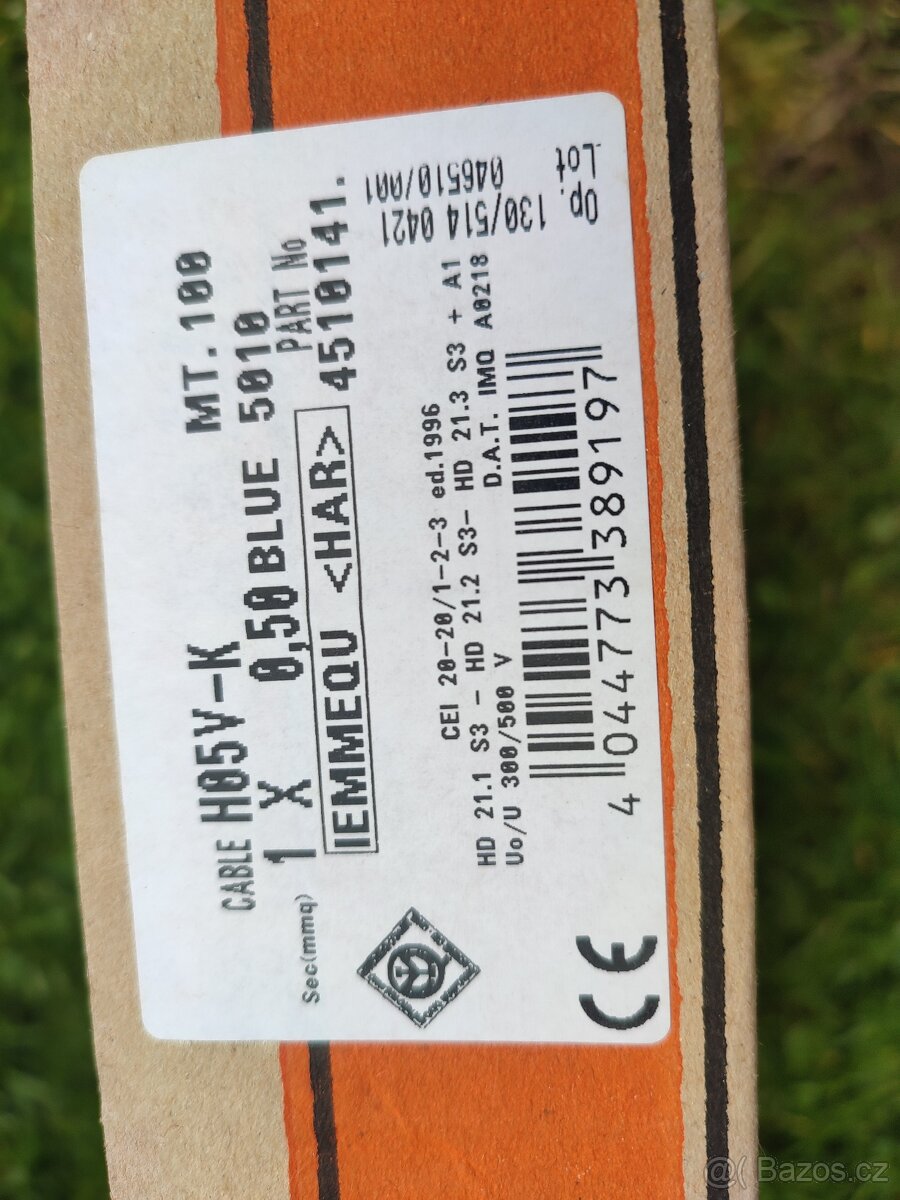 CABLE H05V-K MT. 100
1 X 0,50 BLUE 5010
Sec(mmq)
IEMMEQU <HAR>
PART No
4510141.
Op. 130/514 0421
Lot 046510/A01
CEI 20-20/1-2-3 ed.1996
HD 21.1 S3 - HD 21.2 S3- HD 21.3 S3 + A1
Uo/U 300/500 V D.A.T. IMQ A0218
4 044773 389197
CE
@( Bazos.cz